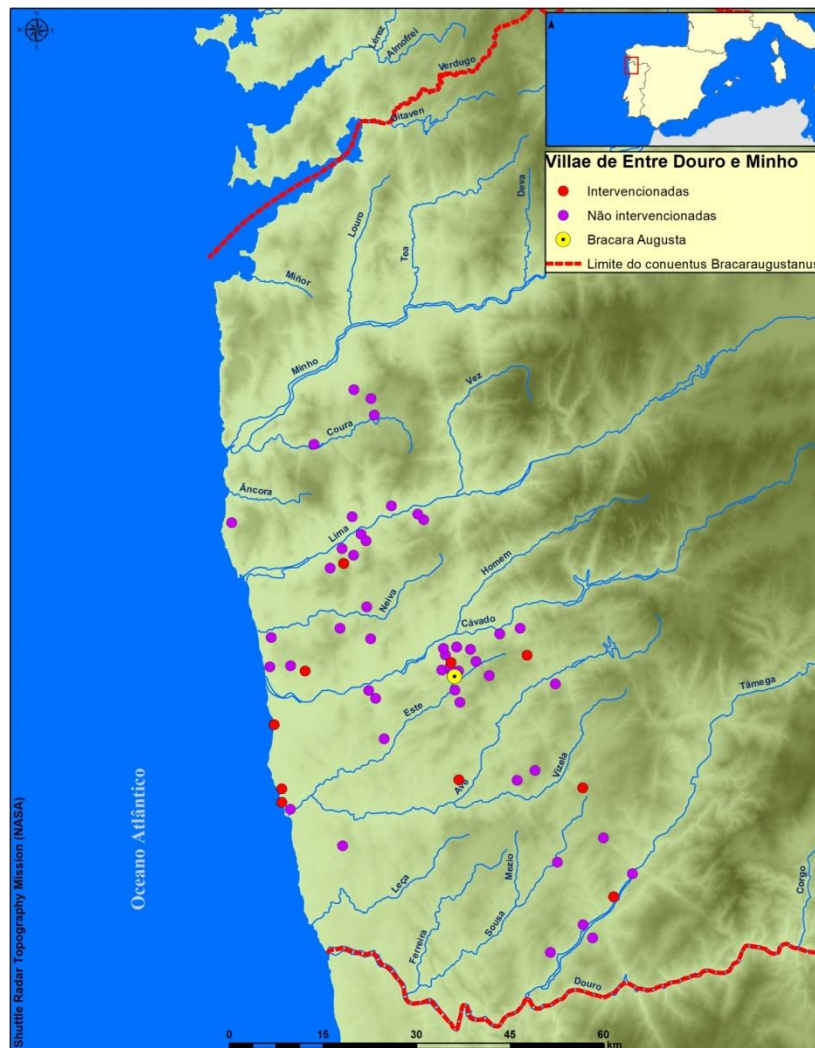 Villae de Entre Douro e Minho
Intervencionadas
Não intervencionadas
Bracara Augusta
Limite do conuentus Bracaraugustanus
Lérez
Almofrei
Verdugo
Oitaven
Louro
Tea
Deva
Miñor
Minho
Vez
Coura
Âncora
Lima
Homem
Neiva
Cávado
Este
Tâmega
Ave
Vizela
Oceano Atlântico
Leça
Mezio
Ferreira
Sousa
Corgo
Douro
Shuttle Radar Topography Mission (NASA)
0 15 30 45 60
km